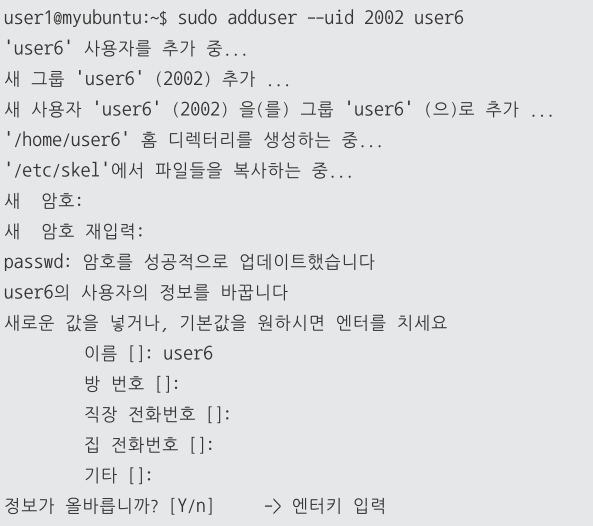 user1@myubuntu:~$ sudo adduser --uid 2002 user6
'user6' 사용자를 추가 중...
새 그룹 'user6' (2002) 추가 ...
새 사용자 'user6' (2002) 을(를) 그룹 'user6' (으)로 추가 ...
'/home/user6' 홈 디렉터리를 생성하는 중...
'/etc/skel'에서 파일들을 복사하는 중...
새 암호:
새 암호 재입력:
passwd: 암호를 성공적으로 업데이트했습니다
user6의 사용자의 정보를 바꿉니다
새로운 값을 넣거나, 기본값을 원하시면 엔터를 치세요
이름 []: user6
방 번호 []:
직장 전화번호 []:
집 전화번호 []:
기타 []:
정보가 올바릅니까? [Y/n] -> 엔터키 입력